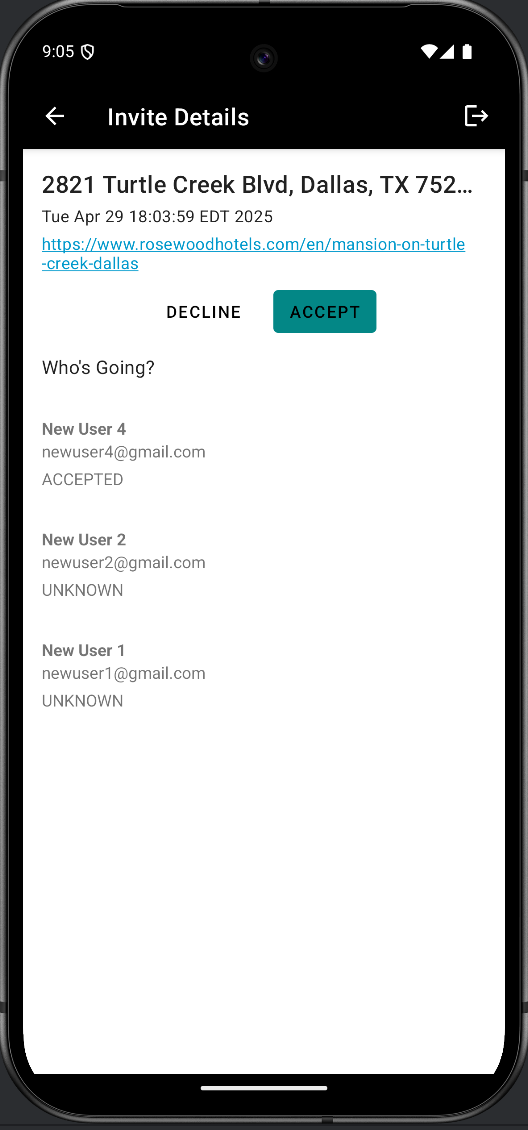 9:05
Invite Details
2821 Turtle Creek Blvd, Dallas, TX 752...
Tue Apr 29 18:03:59 EDT 2025
https://www.rosewoodhotels.com/en/mansion-on-turtle
-creek-dallas
DECLINE ACCEPT
Who's Going?
New User 4
newuser4@gmail.com
ACCEPTED
New User 2
newuser2@gmail.com
UNKNOWN
New User 1
newuser1@gmail.com
UNKNOWN